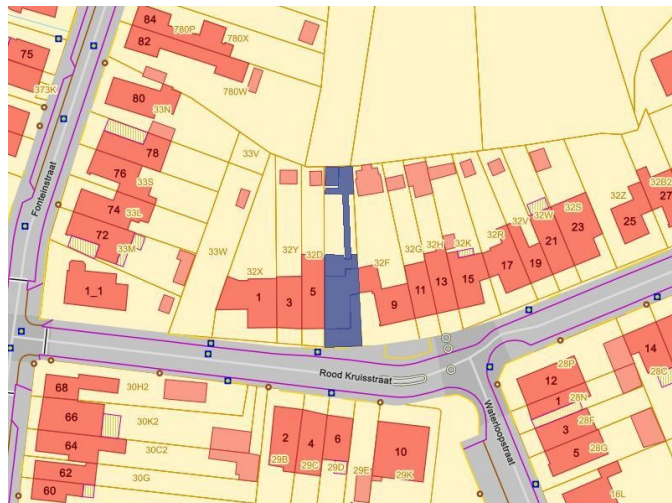 84
780P
780X
82
75
780W
373K
80
33N
78
33V
76
33S
74
33L
72
33M
Fonteinstraat
1_1
33W
32X
32Y
32D
1
3
5
32F
9
32G
11
32H
13
32K
15
32R
17
32V
19
32W
21
32S
23
32Z
25
32B2
27
Rood Kruisstraat
Waterloopstraat
68
30H2
66
30K2
64
30C2
62
30G
60
2
4
6
10
29B
29C
29D
29E
29K
28P
12
1
28N
3
28F
5
28G
14
28C
16L